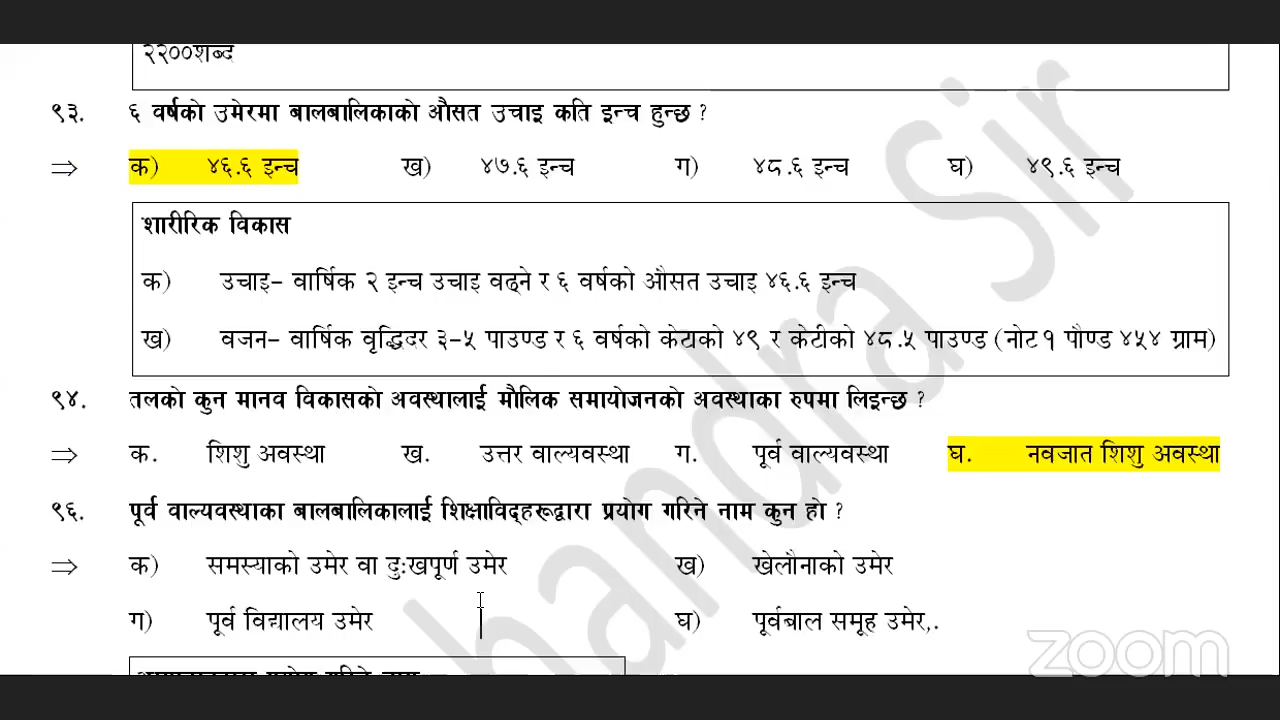 २२००शब्द
९३. ६ वर्षको उमेरमा बालबालिकाको औसत उचाइ कति इन्च हुन्छ ?
⇒ क) ४६.६ इन्च ख) ४७.६ इन्च ग) ४८.६ इन्च घ) ४९.६ इन्च
शारीरिक विकास
क) उचाइ– वार्षिक २ इन्च उचाइ वढ्ने र ६ वर्षको औसत उचाइ ४६.६ इन्च
ख) वजन– वार्षिक वृद्धिदर ३–५ पाउण्ड र ६ वर्षको केटाको ४९ र केटीको ४८.५ पाउण्ड (नोट १ पौण्ड ४५४ ग्राम)
९४. तलको कुन मानव विकासको अवस्थालाई मौलिक समायोजनको अवस्थाका रुपमा लिइन्छ ?
⇒ क. शिशु अवस्था ख. उत्तर वाल्यवस्था ग. पूर्व वाल्यवस्था घ. नवजात शिशु अवस्था
९६. पूर्व वाल्यवस्थाका बालबालिकालाई शिक्षाविद्हरूद्वारा प्रयोग गरिने नाम कुन हो ?
⇒ क) समस्याको उमेर वा दुःखपूर्ण उमेर ख) खेलौनाको उमेर
ग) पूर्व विद्यालय उमेर घ) पूर्वबाल समूह उमेर,.
handra Sir
zoom